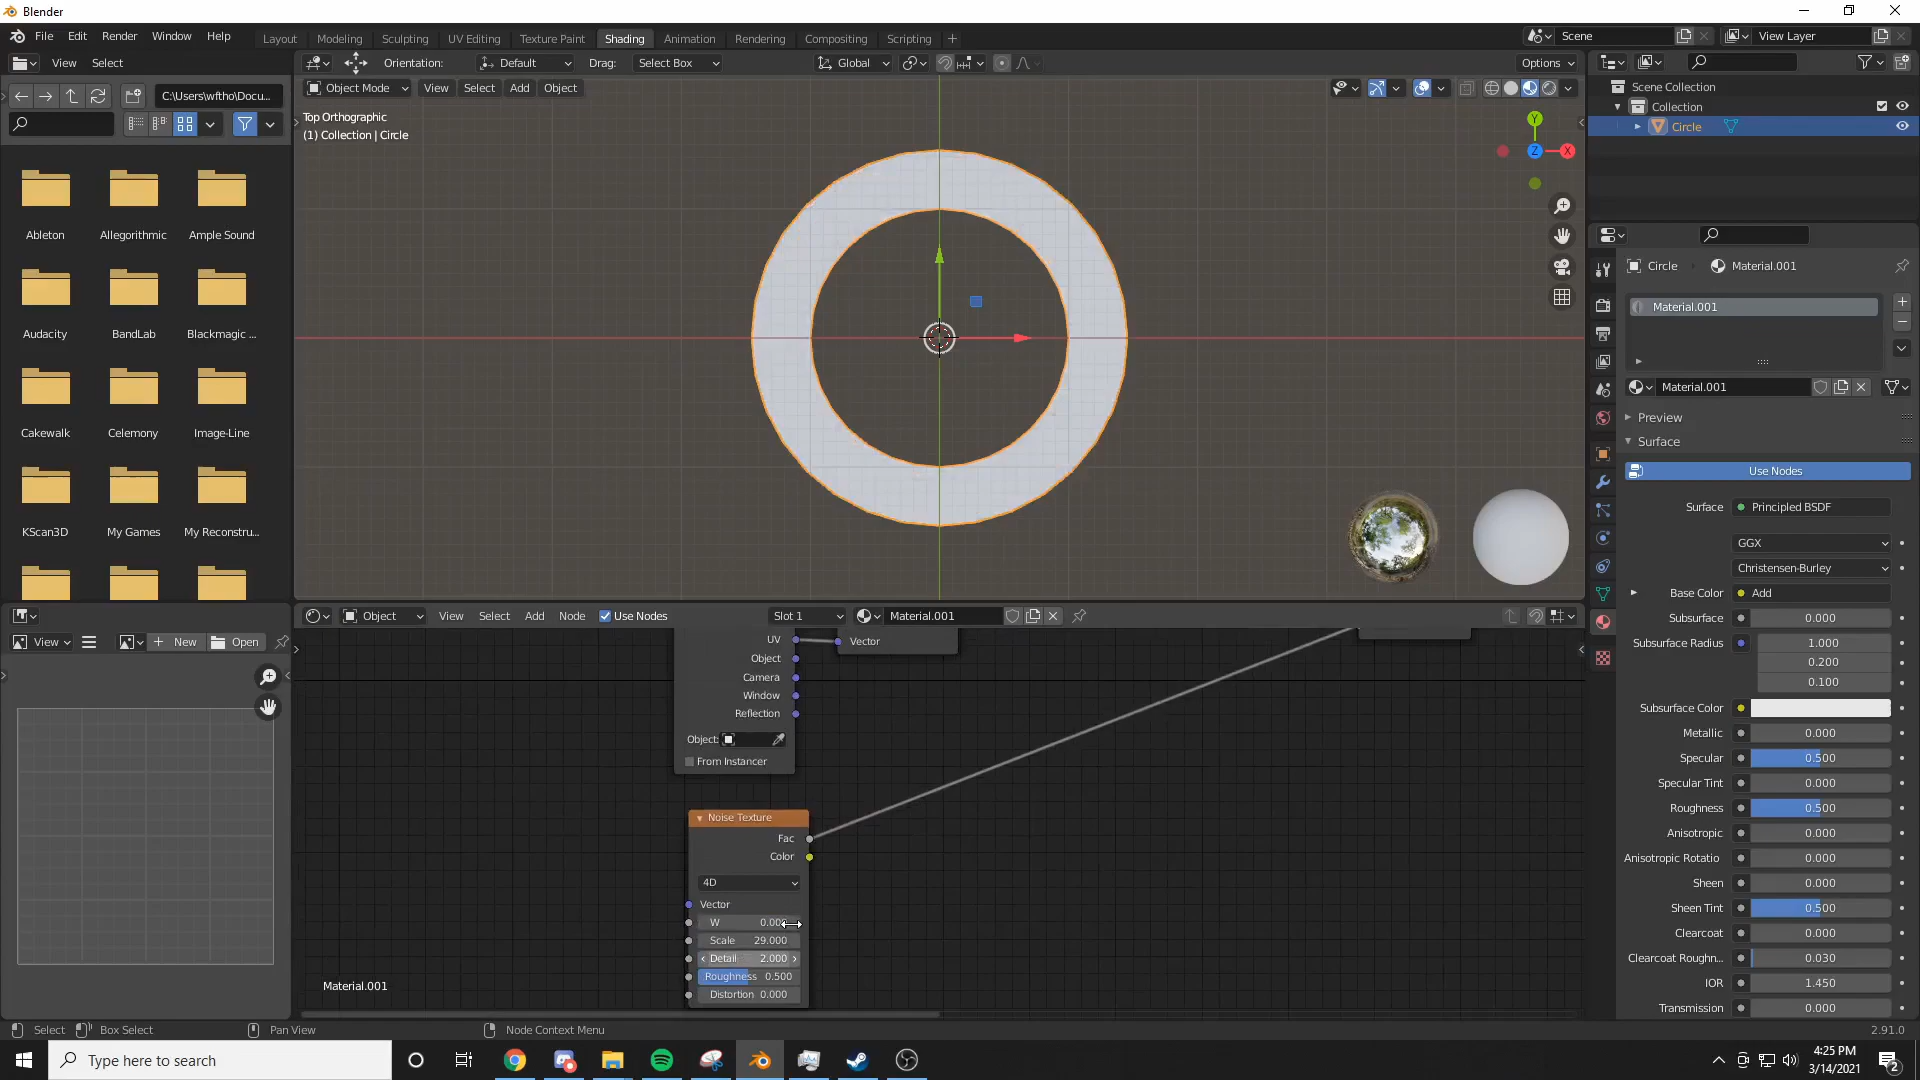 Blender
File Edit Render Window Help
Layout Modeling Sculpting UV Editing Texture Paint Shading Animation Rendering Compositing Scripting
Scene
View Layer
View Select
Orientation: Default Drag: Select Box
Global
Options
C:\Users\wftho\Docu...
Object Mode View Select Add Object
Top Orthographic
(1) Collection | Circle
Y
Z
X
Scene Collection
Collection
Circle
Ableton Allegorithmic Ample Sound
Audacity BandLab Blackmagic ...
Cakewalk Celemony Image-Line
KScan3D My Games My Reconstru...
Circle Material.001
Material.001
Material.001
Preview
Surface
Use Nodes
Surface Principled BSDF
GGX
Christensen-Burley
Base Color Add
Subsurface 0.000
Subsurface Radius 1.000
0.200
0.100
Subsurface Color
Metallic 0.000
Specular 0.500
Specular Tint 0.000
Roughness 0.500
Anisotropic 0.000
Anisotropic Rotatio 0.000
Sheen 0.000
Sheen Tint 0.500
Clearcoat 0.000
Clearcoat Roughn... 0.030
IOR 1.450
Transmission 0.000
View New Open
Object View Select Add Node Use Nodes Slot 1 Material.001
UV
Object
Camera
Window
Reflection
Object:
From Instancer
Vector
Noise Texture
Fac
Color
4D
Vector
W 0.000
Scale 29.000
Detail 2.000
Roughness 0.500
Distortion 0.000
Material.001
Select Box Select Pan View Node Context Menu
2.91.0
Type here to search
4:25 PM
3/14/2021
2